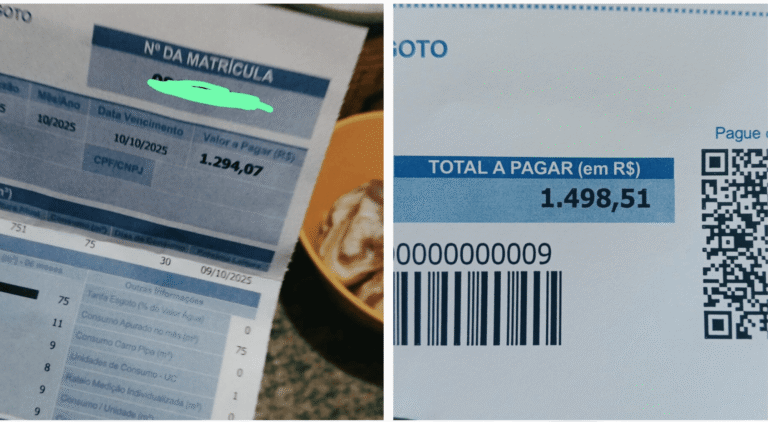 GOTO
Nº DA MATRÍCULA
Mês/Ano
Data Vencimento
Valor a Pagar (R$)
10/2025
10/10/2025
1.294,07
CPF/CNPJ
751
75
30
09/10/2025
Outras Informações
75
Tarifa Esgoto (% do Valor Água)
0
11
Consumo Ajurado no mês (m³)
75
9
Consumo Carro Pipa (m³)
0
8
Unidades de Consumo - UC
1
9
Rateio Medição Individualizada (m³)
0
9
Consumo / Unidade (m³)
GOTO
Pague
TOTAL A PAGAR (em R$)
1.498,51
00000000009